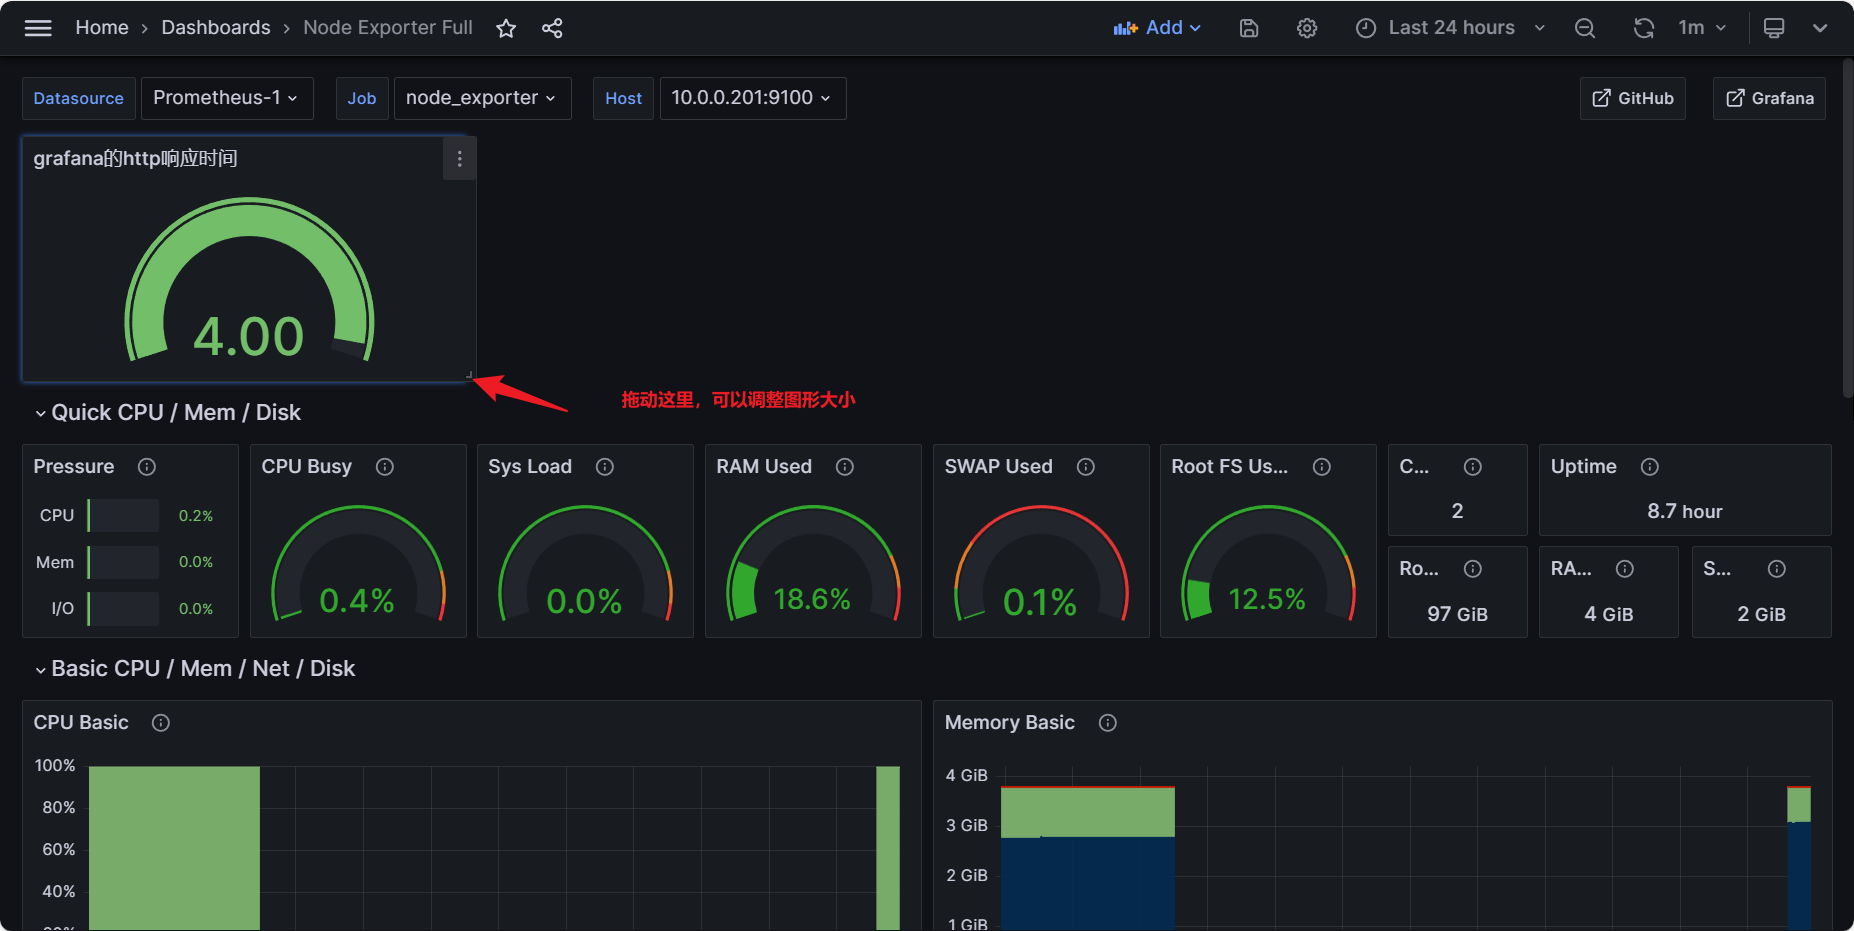 Home › Dashboards › Node Exporter Full
Add
Last 24 hours
1m
Datasource
Prometheus-1
Job
node_exporter
Host
10.0.0.201:9100
GitHub
Grafana
grafana的http响应时间
4.00
拖动这里，可以调整图形大小
Quick CPU / Mem / Disk
Pressure
CPU
0.2%
Mem
0.0%
I/O
0.0%
CPU Busy
0.4%
Sys Load
0.0%
RAM Used
18.6%
SWAP Used
0.1%
Root FS Us...
12.5%
C...
2
Uptime
8.7 hour
Ro...
97 GiB
RA...
4 GiB
S...
2 GiB
Basic CPU / Mem / Net / Disk
CPU Basic
100%
80%
60%
40%
Memory Basic
4 GiB
3 GiB
2 GiB
1 GiB